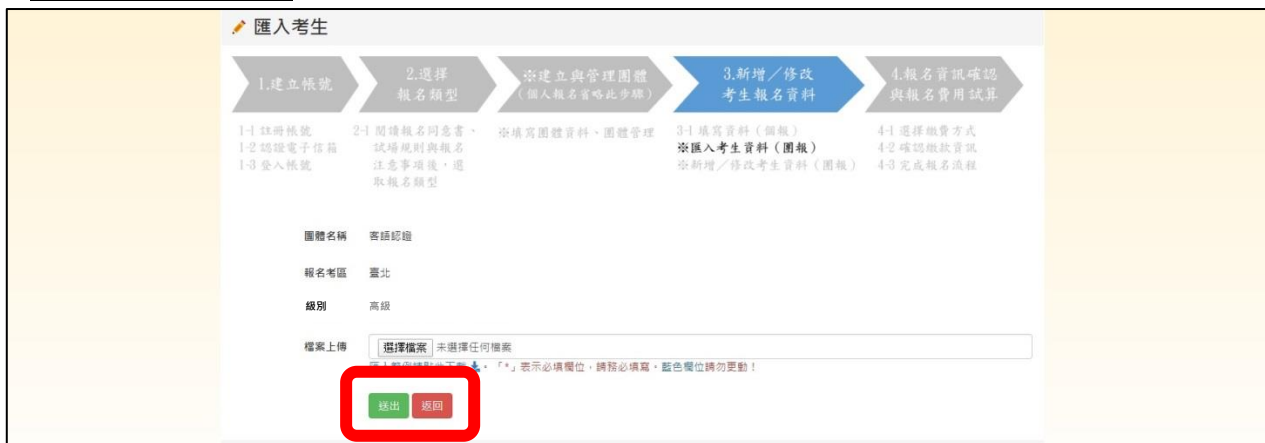 匯入考生
1.建立帳號
2.選擇
報名類型
※建立與管理團體
(個人報名省略此步驟)
3.新增／修改
考生報名資料
4.報名資訊確認
與報名費用試算
1-1 註冊帳號
1-2 認證電子信箱
1-3 登入帳號
2-1 閱讀報名同意書、
試場規則與報名
注意事項後，選
取報名類型
※填寫團體資料、團體管理
3-1 填寫資料（個報）
※匯入考生資料（團報）
※新增／修改考生資料（團報）
4-1 選擇繳費方式
4-2 確認繳款資訊
4-3 完成報名流程
團體名稱 客語認證
報名考區 臺北
級別 高級
檔案上傳 選擇檔案 未選擇任何檔案
匯入範例請點此下載，「*」表示必填欄位，請務必填寫，藍色欄位請勿更動！
送出 返回